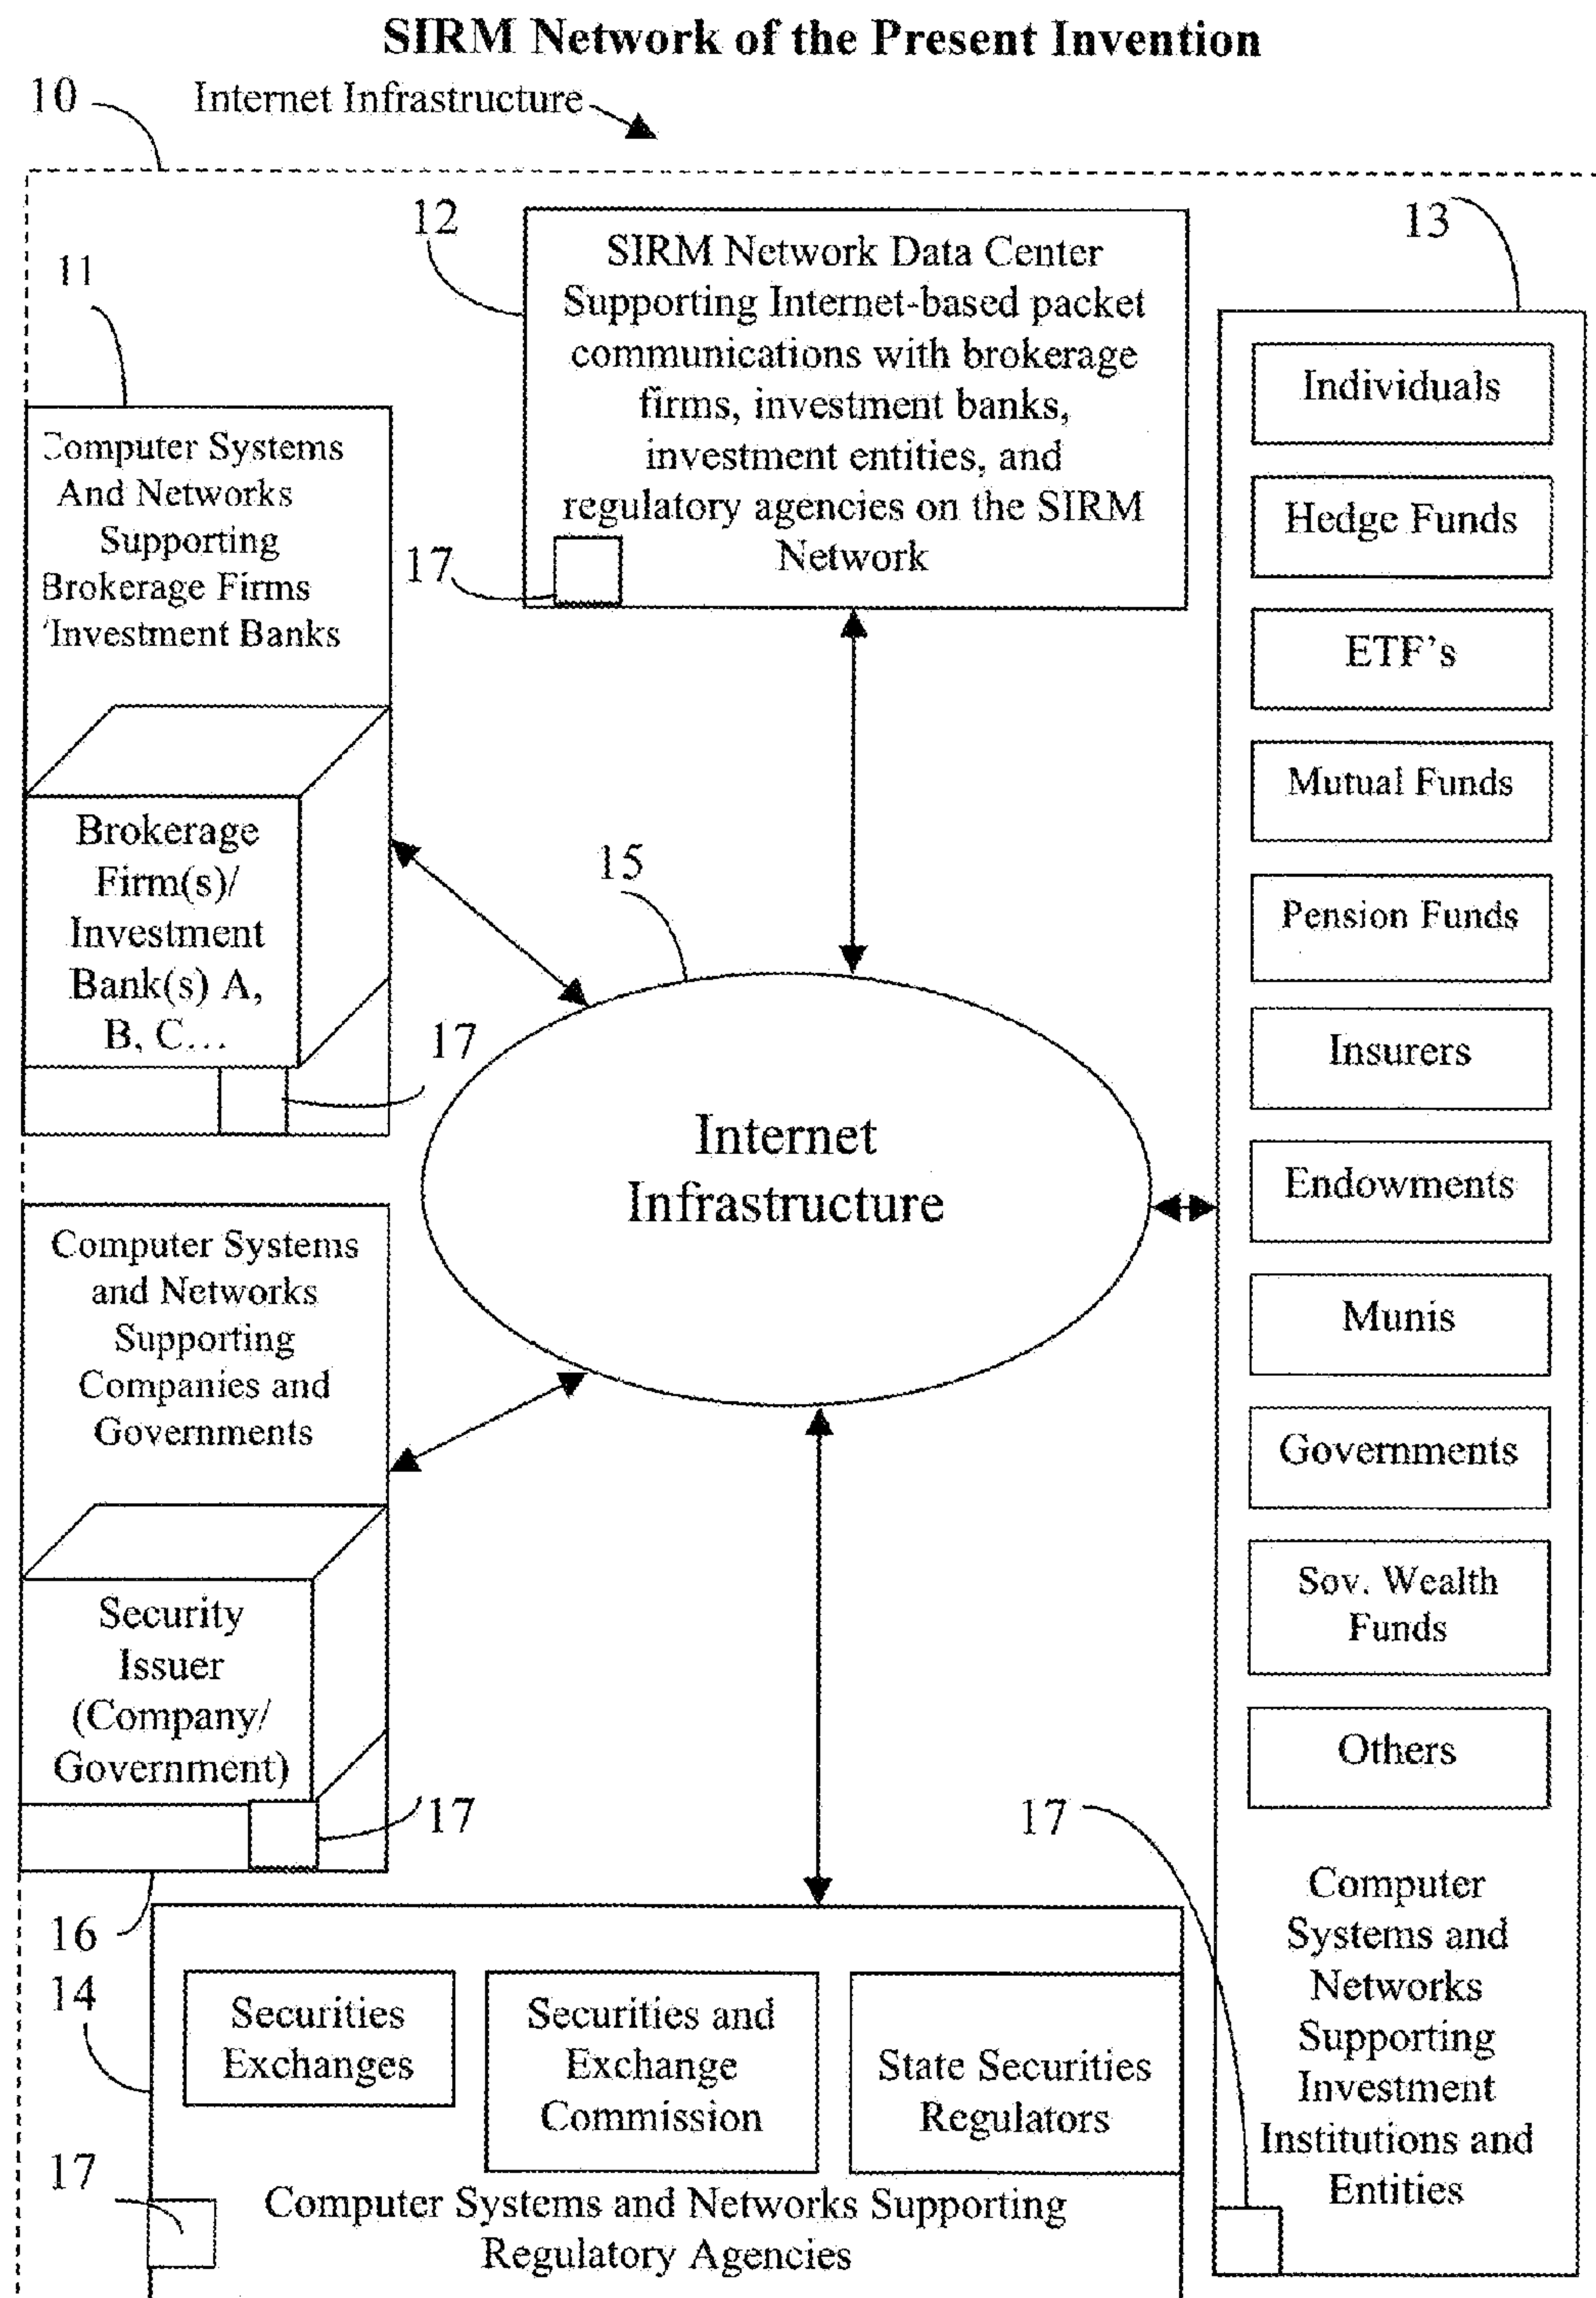 SIRM Network of the Present Invention
10
Internet Infrastructure
12
SIRM Network Data Center
Supporting Internet-based packet
communications with brokerage
firms, investment banks,
investment entities, and
regulatory agencies on the SIRM
Network
17
11
Computer Systems
And Networks
Supporting
Brokerage Firms
/Investment Banks
Brokerage
Firm(s)/
Investment
Bank(s) A,
B, C…
17
15
Internet
Infrastructure
13
Individuals
Hedge Funds
ETF's
Mutual Funds
Pension Funds
Insurers
Endowments
Munis
Governments
Sov. Wealth
Funds
Others
Computer
Systems and
Networks
Supporting
Investment
Institutions and
Entities
17
Computer Systems
and Networks
Supporting
Companies and
Governments
Security
Issuer
(Company/
Government)
17
16
14
Securities
Exchanges
Securities and
Exchange
Commission
State Securities
Regulators
17
Computer Systems and Networks Supporting
Regulatory Agencies